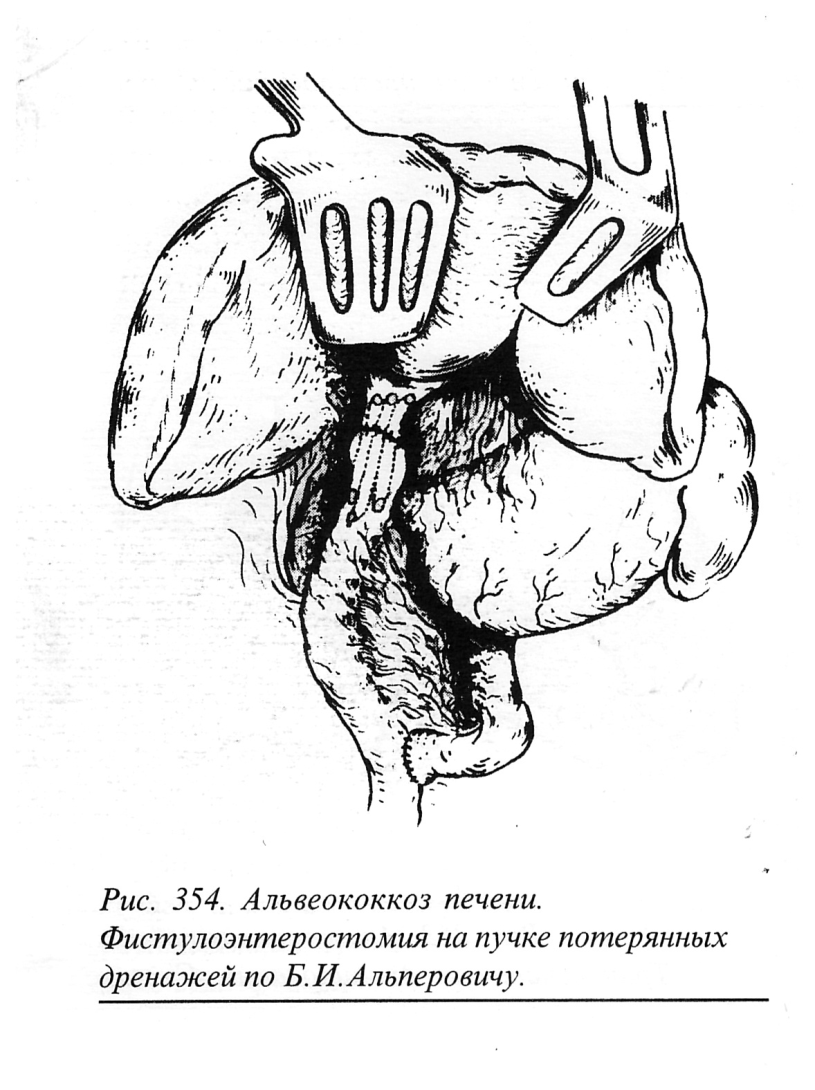 Рис. 354. Альвеококкоз печени.
Фистулоэнтеростомия на пучке потерянных
дренажей по Б.И.Альперовичу.